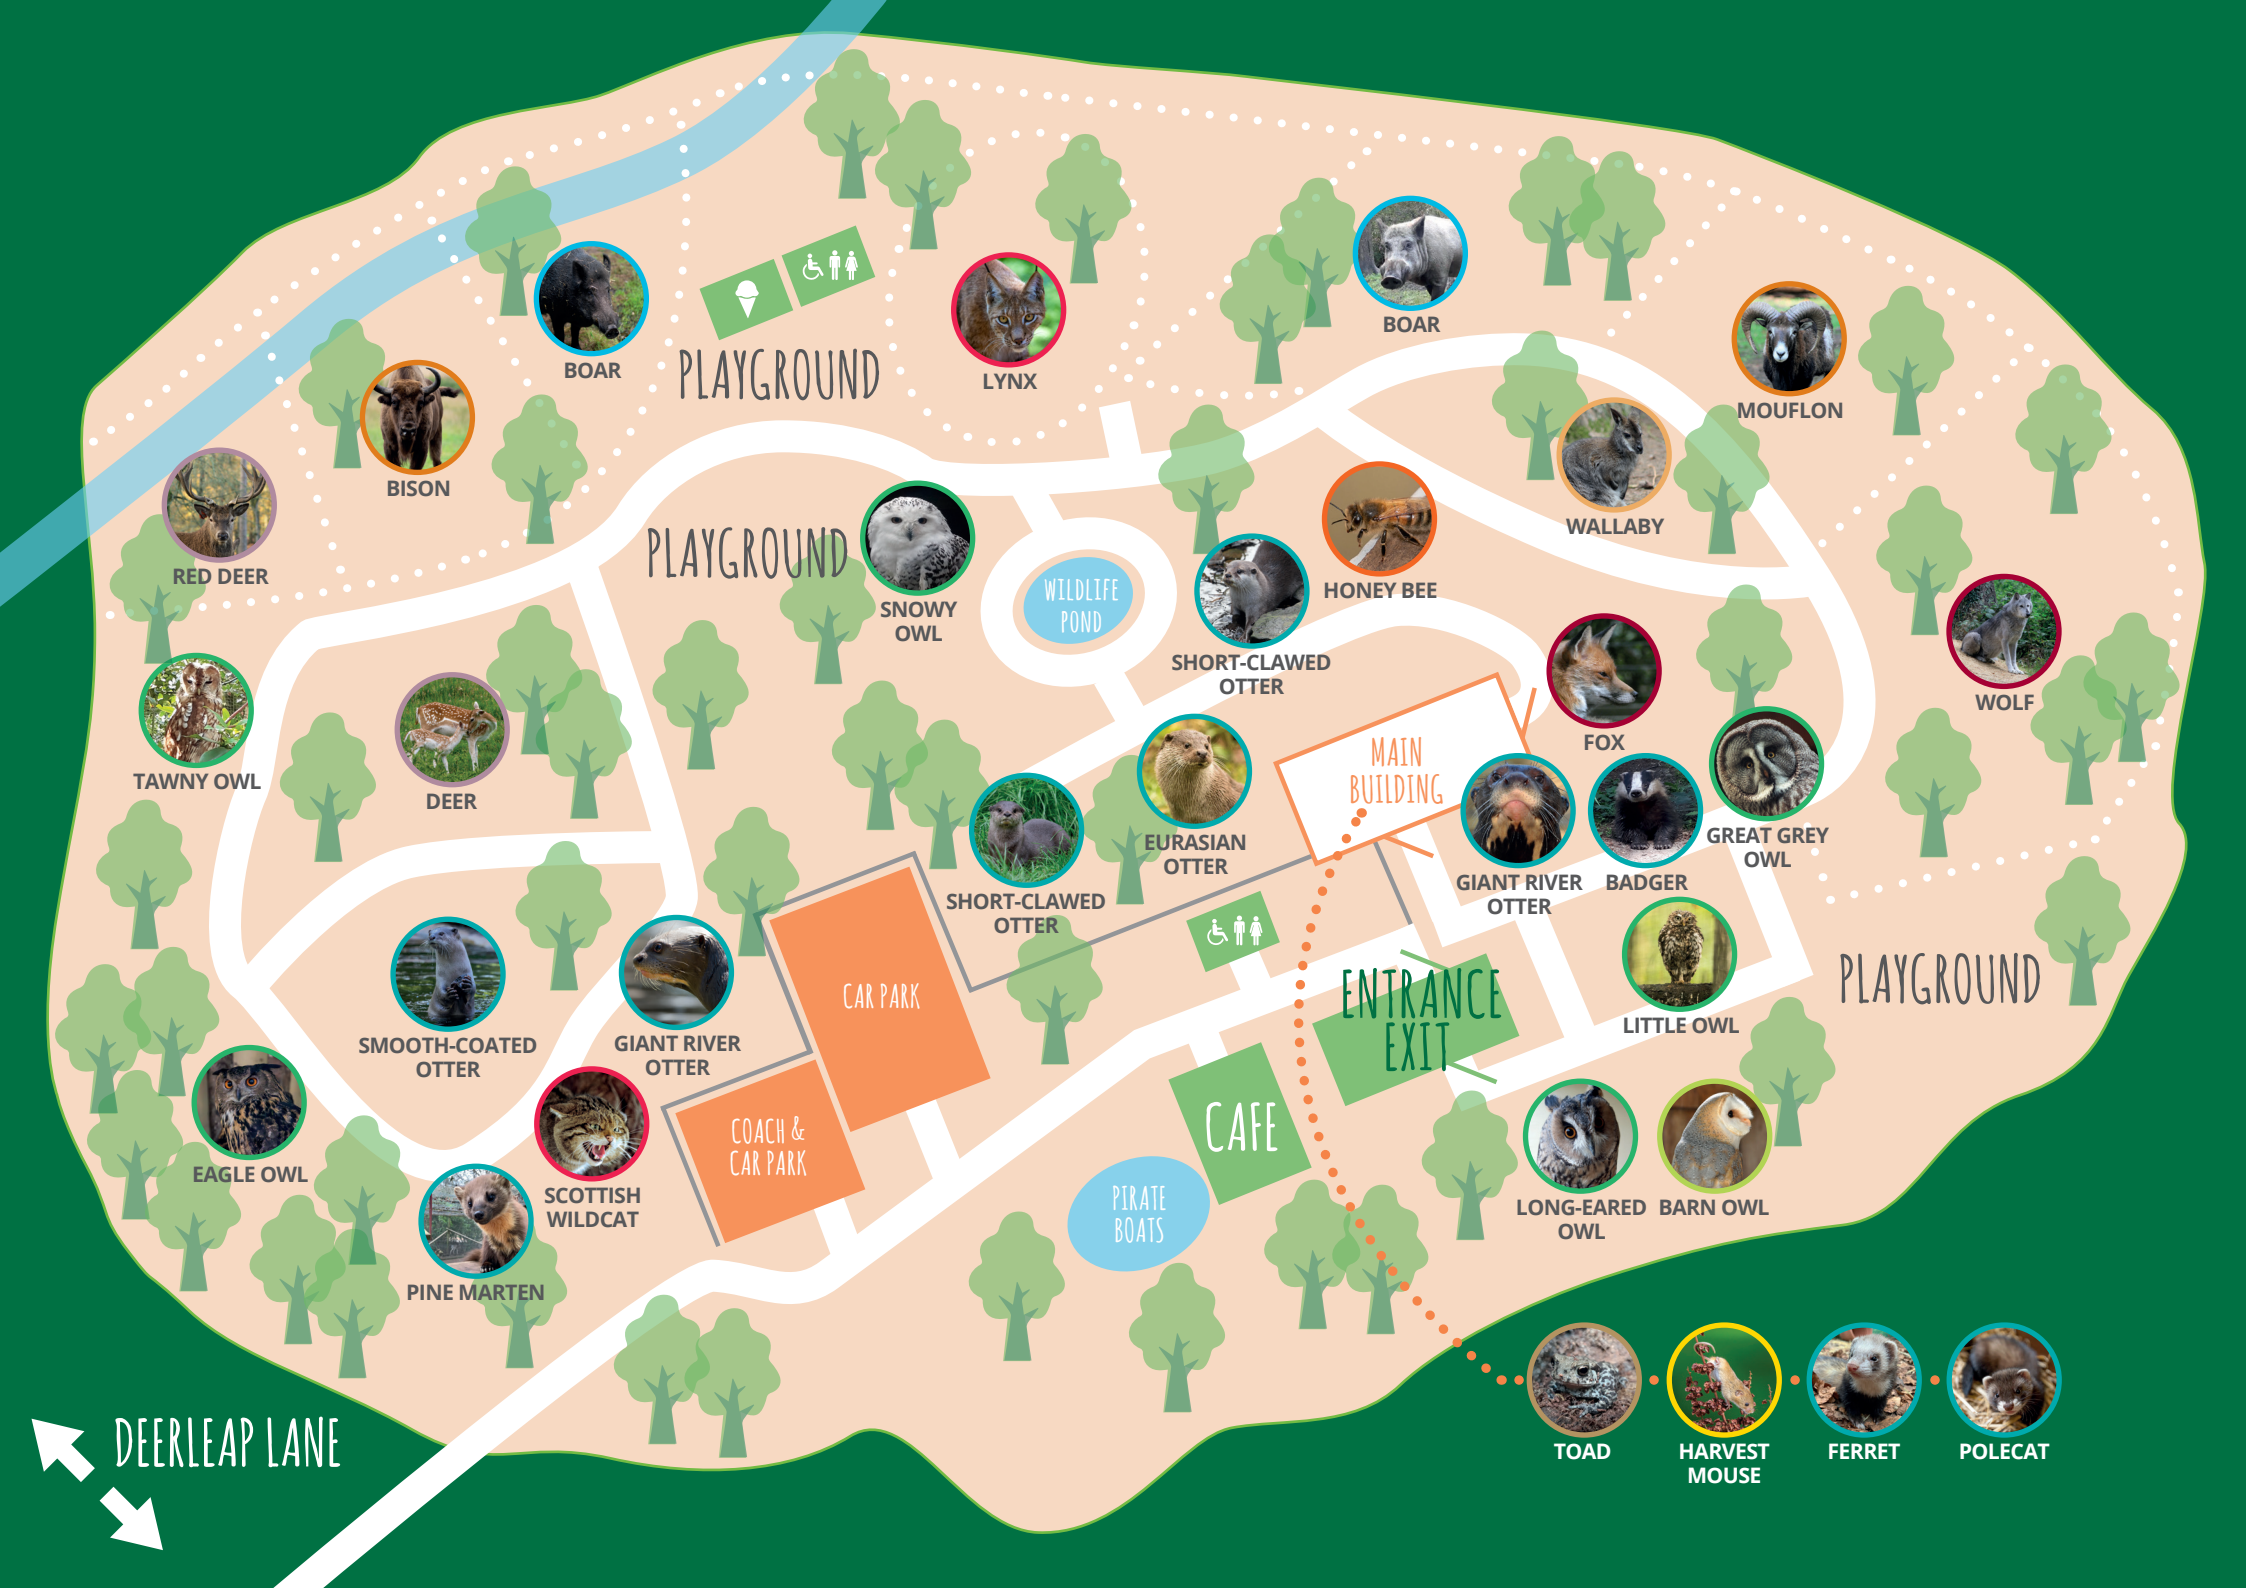 BOAR
BOAR
PLAYGROUND
LYNX
MOUFLON
BISON
RED DEER
PLAYGROUND
SNOWY
OWL
WILDLIFE
POND
HONEY BEE
WALLABY
SHORT-CLAWED
OTTER
WOLF
TAWNY OWL
DEER
FOX
MAIN
BUILDING
EURASIAN
OTTER
GREAT GREY
OWL
SHORT-CLAWED
OTTER
GIANT RIVER
OTTER
BADGER
CAR PARK
ENTRANCE
EXIT
LITTLE OWL
PLAYGROUND
SMOOTH-COATED
OTTER
GIANT RIVER
OTTER
EAGLE OWL
SCOTTISH
WILDCAT
COACH &
CAR PARK
CAFE
PIRATE
BOATS
LONG-EARED
OWL
BARN OWL
PINE MARTEN
DEERLEAP LANE
TOAD
HARVEST
MOUSE
FERRET
POLECAT